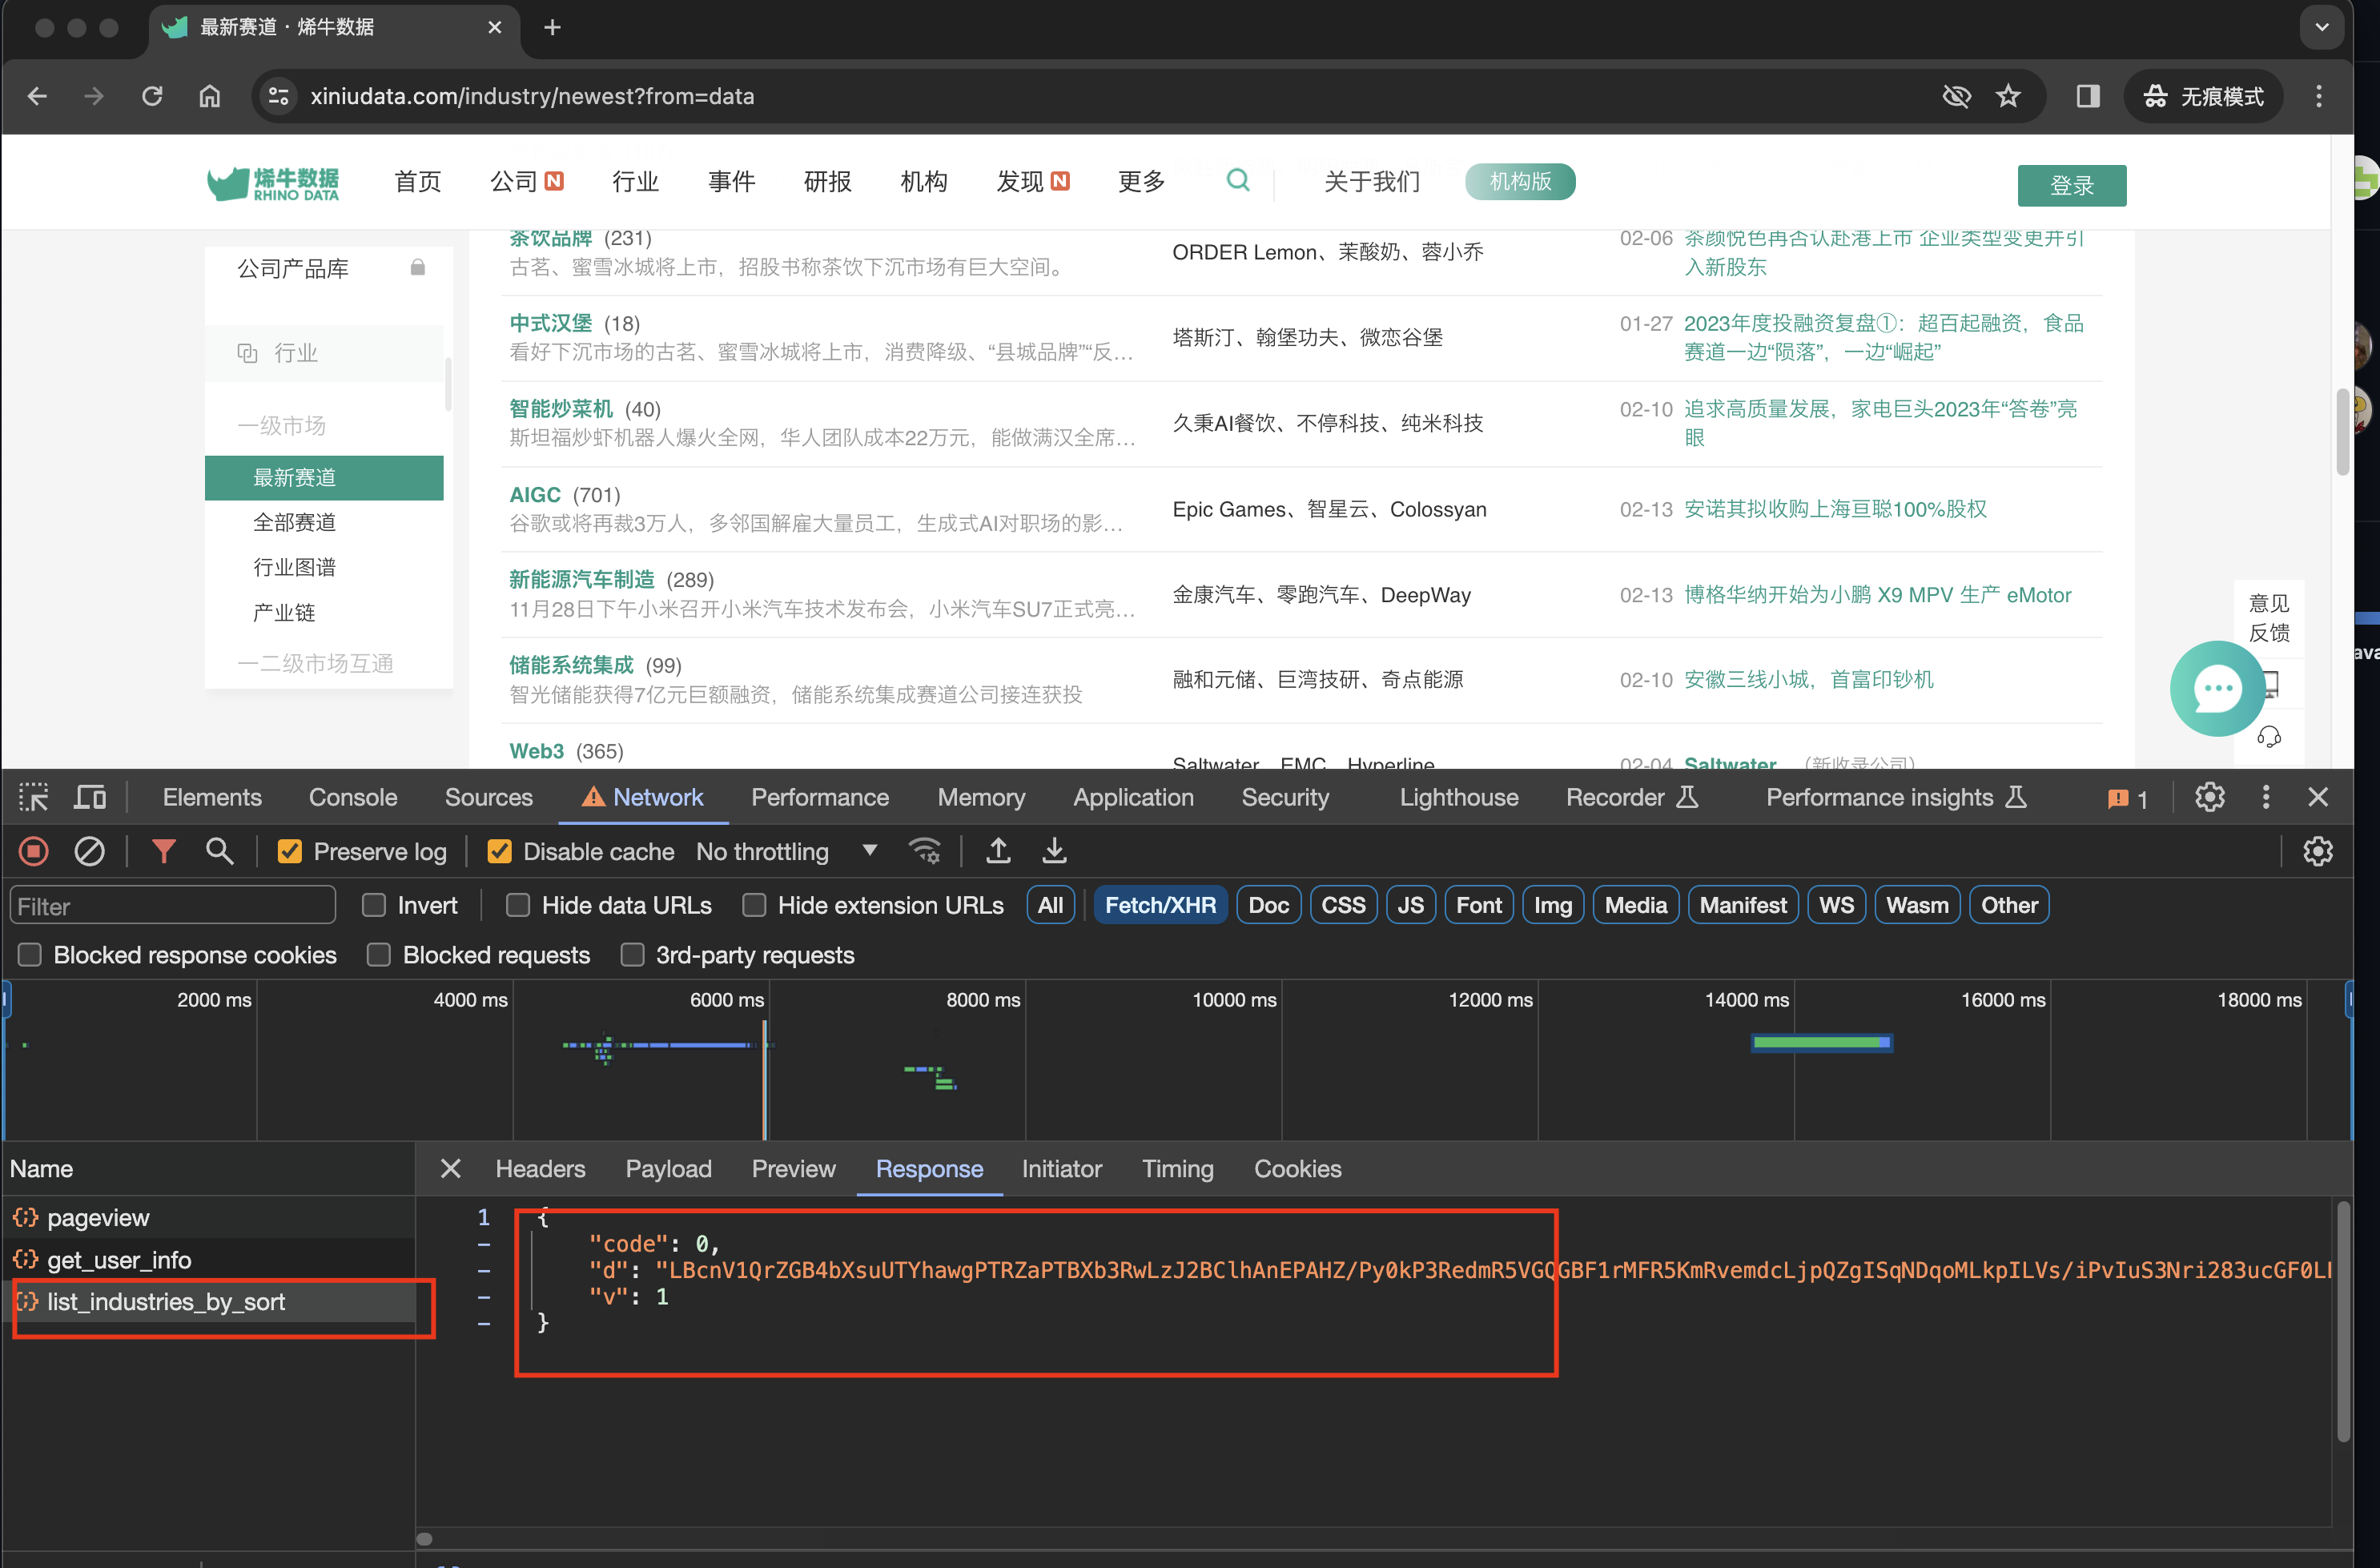 最新赛道 · 烯牛数据
xiniudata.com/industry/newest?from=data
无痕模式
烯牛数据
RHINO DATA
首页
公司 N
行业
事件
研报
机构
发现 N
更多
关于我们
机构版
登录
公司产品库
行业
一级市场
最新赛道
全部赛道
行业图谱
产业链
一二级市场互通
茶饮品牌 (231)
古茗、蜜雪冰城将上市，招股书称茶饮下沉市场有巨大空间。
ORDER Lemon、茉酸奶、蓉小乔
02-06 茶颜悦色再否认赴港上市 企业类型变更并引
入新股东
中式汉堡 (18)
看好下沉市场的古茗、蜜雪冰城将上市，消费降级、“县城品牌”“反…
塔斯汀、翰堡功夫、微恋谷堡
01-27 2023年度投融资复盘①：超百起融资，食品
赛道一边“陨落”，一边“崛起”
智能炒菜机 (40)
斯坦福炒虾机器人爆火全网，华人团队成本22万元，能做满汉全席…
久秉AI餐饮、不停科技、纯米科技
02-10 追求高质量发展，家电巨头2023年“答卷”亮
眼
AIGC (701)
谷歌或将再裁3万人，多邻国解雇大量员工，生成式AI对职场的影…
Epic Games、智星云、Colossyan
02-13 安诺其拟收购上海亘聪100%股权
新能源汽车制造 (289)
11月28日下午小米召开小米汽车技术发布会，小米汽车SU7正式亮…
金康汽车、零跑汽车、DeepWay
02-13 博格华纳开始为小鹏 X9 MPV 生产 eMotor
储能系统集成 (99)
智光储能获得7亿元巨额融资，储能系统集成赛道公司接连获投
融和元储、巨湾技研、奇点能源
02-10 安徽三线小城，首富印钞机
Web3 (365)
Saltwater、EMC、Hyperline
02-04 Saltwater （新收录公司）
意见
反馈
ava
Elements Console Sources Network Performance Memory Application Security Lighthouse Recorder Performance insights 1
Preserve log Disable cache No throttling
Filter Invert Hide data URLs Hide extension URLs All Fetch/XHR Doc CSS JS Font Img Media Manifest WS Wasm Other
Blocked response cookies Blocked requests 3rd-party requests
2000 ms 4000 ms 6000 ms 8000 ms 10000 ms 12000 ms 14000 ms 16000 ms 18000 ms
Name
Headers Payload Preview Response Initiator Timing Cookies
pageview
get_user_info
list_industries_by_sort
1 {
– "code": 0,
– "d": "LBcnV1QrZGB4bXsuUTYhawgPTRZaPTBXb3RwLzJ2BClhAnEPAHZ/Py0kP3RedmR5VGQGBF1rMFR5KmRvemdcLjpQZgISqNDqoMLkpILVs/iPvIuS3Nri283ucGF0L
– "v": 1
– }